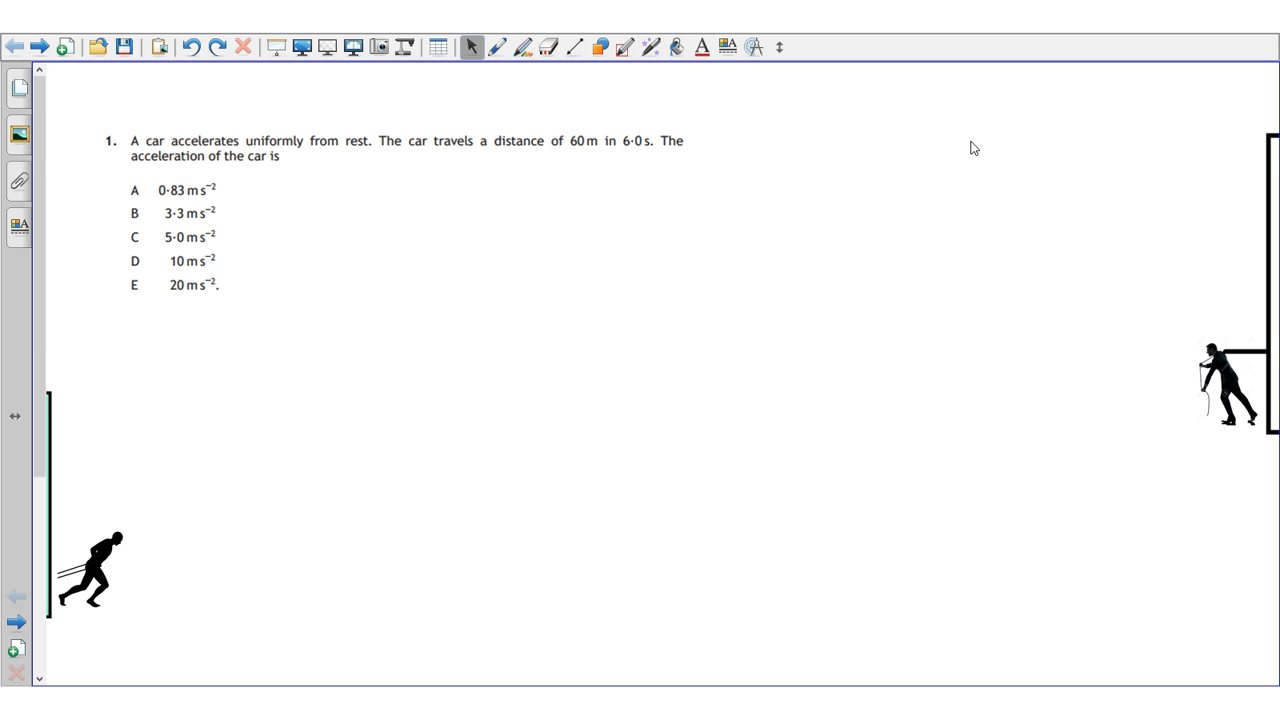 1. A car accelerates uniformly from rest. The car travels a distance of 60 m in 6·0 s. The
acceleration of the car is
A 0·83 m s⁻²
B 3·3 m s⁻²
C 5·0 m s⁻²
D 10 m s⁻²
E 20 m s⁻².